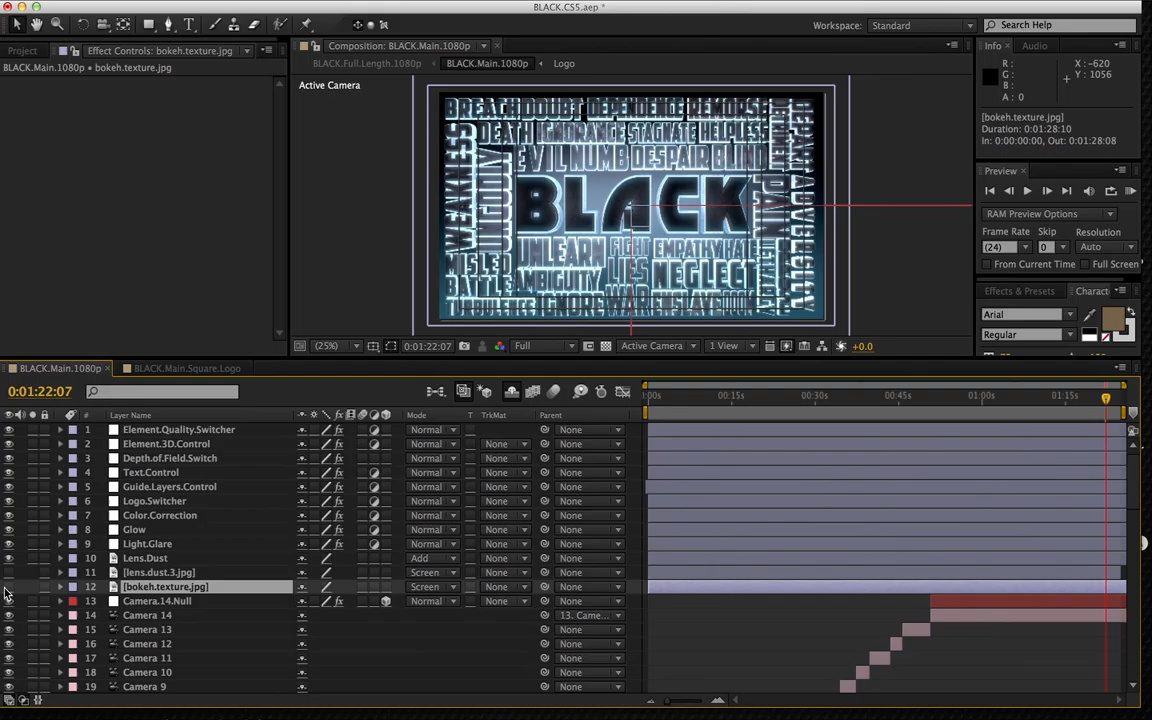 BLACK.CS5.aep *
Workspace: Standard
Search Help
Project
Effect Controls: bokeh.texture.jpg
BLACK.Main.1080p • bokeh.texture.jpg
Composition: BLACK.Main.1080p
BLACK.Full.Length.1080p
BLACK.Main.1080p
Logo
Active Camera
BREATH DOUBT DEPENDENCE REMORSE
DEATH IGNORANCE STAGNATE HELPLESS
EVIL NUMB DESPAIR BLIND
WEAKNESS
BLACK
PAIN
UNLEARN FIGHT EMPATHY HATE
MISLED AMBIGUITY LIES NEGLECT
BATTLE
TURBULENCE IGNORE WAR ENSLAVE
(25%)
0:01:22:07
Full
Active Camera
1 View
+0.0
Info
Audio
R :
G :
B :
A : 0
X : -620
Y : 1056
[bokeh.texture.jpg]
Duration: 0:01:28:10
In: 0:00:00:00, Out: 0:01:28:08
Preview
RAM Preview Options
Frame Rate Skip Resolution
(24) 0 Auto
From Current Time Full Screen
Effects & Presets
Charact
Arial
Regular
BLACK.Main.1080p
BLACK.Main.Square.Logo
0:01:22:07
:00s 00:15s 00:30s 00:45s 01:00s 01:15s
# Layer Name Mode T TrkMat Parent
1 Element.Quality.Switcher Normal None
2 Element.3D.Control Normal None None
3 Depth.of.Field.Switch Normal None None
4 Text.Control Normal None None
5 Guide.Layers.Control Normal None None
6 Logo.Switcher Normal None None
7 Color.Correction Normal None None
8 Glow Normal None None
9 Light.Glare Normal None None
10 Lens.Dust Add None None
11 [lens.dust.3.jpg] Screen None None
12 [bokeh.texture.jpg] Screen None None
13 Camera.14.Null Normal None None
14 Camera 14 13. Came...
15 Camera 13 None
16 Camera 12 None
17 Camera 11 None
18 Camera 10 None
19 Camera 9 None